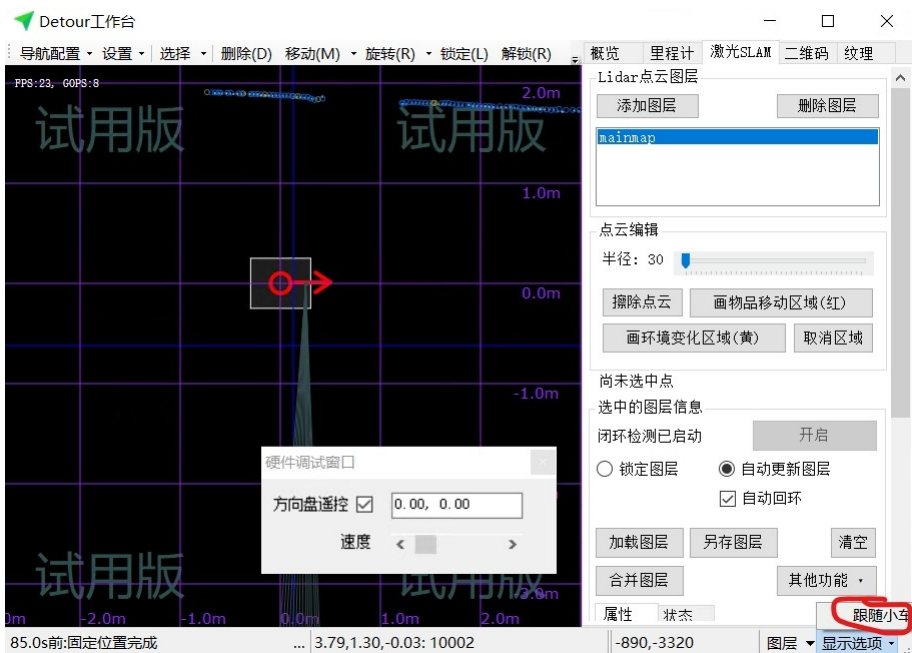 Detour工作台
导航配置 设置 选择 删除(D) 移动(M) 旋转(R) 锁定(L) 解锁(R)
概览 里程计 激光SLAM 二维码 纹理
FPS:23, GOPS:8
试用版 试用版
2.0m
1.0m
0.0m
-1.0m
试用版 试用版
-3.0m
0m -2.0m -1.0m 0.0m 1.0m 2.0m
硬件调试窗口
方向盘遥控 0.00, 0.00
速度
Lidar点云图层
添加图层 删除图层
mainmap
点云编辑
半径: 30
擦除点云 画物品移动区域(红)
画环境变化区域(黄) 取消区域
尚未选中点
选中的图层信息
闭环检测已启动 开启
锁定图层 自动更新图层
自动回环
加载图层 另存图层 清空
合并图层 其他功能
属性 状态
跟随小车
85.0s前:固定位置完成 ... 3.79,1.30,-0.03: 10002 -890,-3320 图层 显示选项